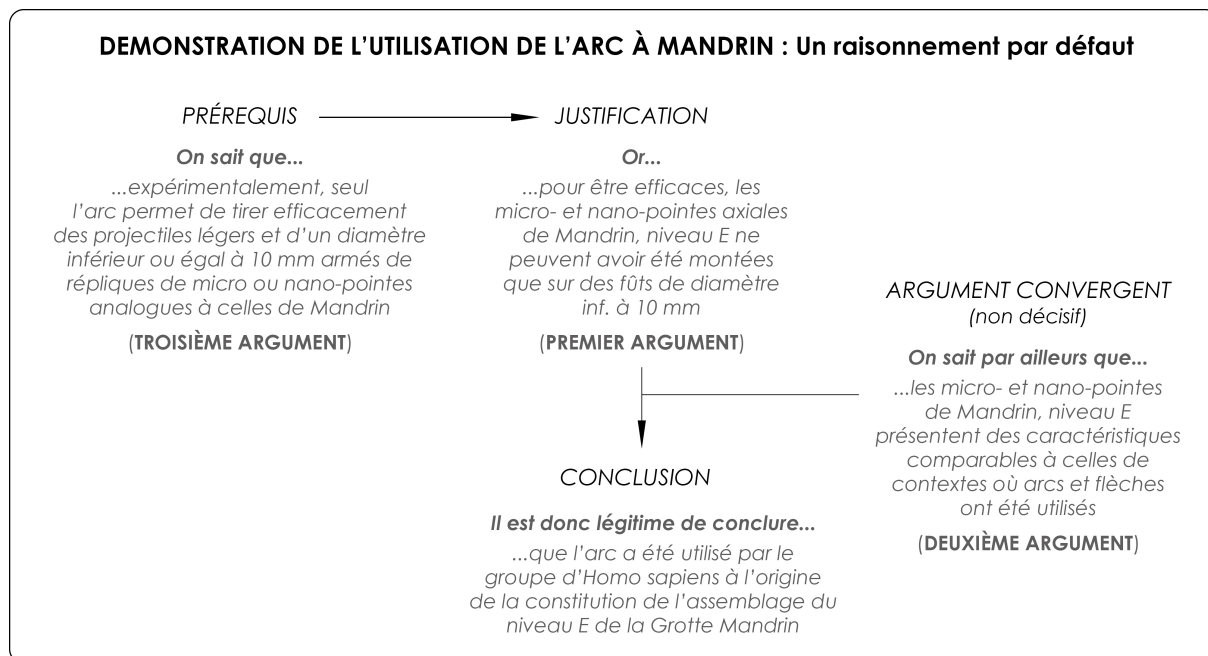 DEMONSTRATION DE L'UTILISATION DE L'ARC À MANDRIN : Un raisonnement par défaut
PRÉREQUIS
On sait que...
...expérimentalement, seul
l'arc permet de tirer efficacement
des projectiles légers et d'un diamètre
inférieur ou égal à 10 mm armés de
répliques de micro ou nano-pointes
analogues à celles de Mandrin
(TROISIÈME ARGUMENT)
JUSTIFICATION
Or...
...pour être efficaces, les
micro- et nano-pointes axiales
de Mandrin, niveau E ne
peuvent avoir été montées
que sur des fûts de diamètre
inf. à 10 mm
(PREMIER ARGUMENT)
ARGUMENT CONVERGENT
(non décisif)
On sait par ailleurs que...
...les micro- et nano-pointes
de Mandrin, niveau E
présentent des caractéristiques
comparables à celles de
contextes où arcs et flèches
ont été utilisés
(DEUXIÈME ARGUMENT)
CONCLUSION
Il est donc légitime de conclure...
...que l'arc a été utilisé par le
groupe d'Homo sapiens à l'origine
de la constitution de l'assemblage du
niveau E de la Grotte Mandrin